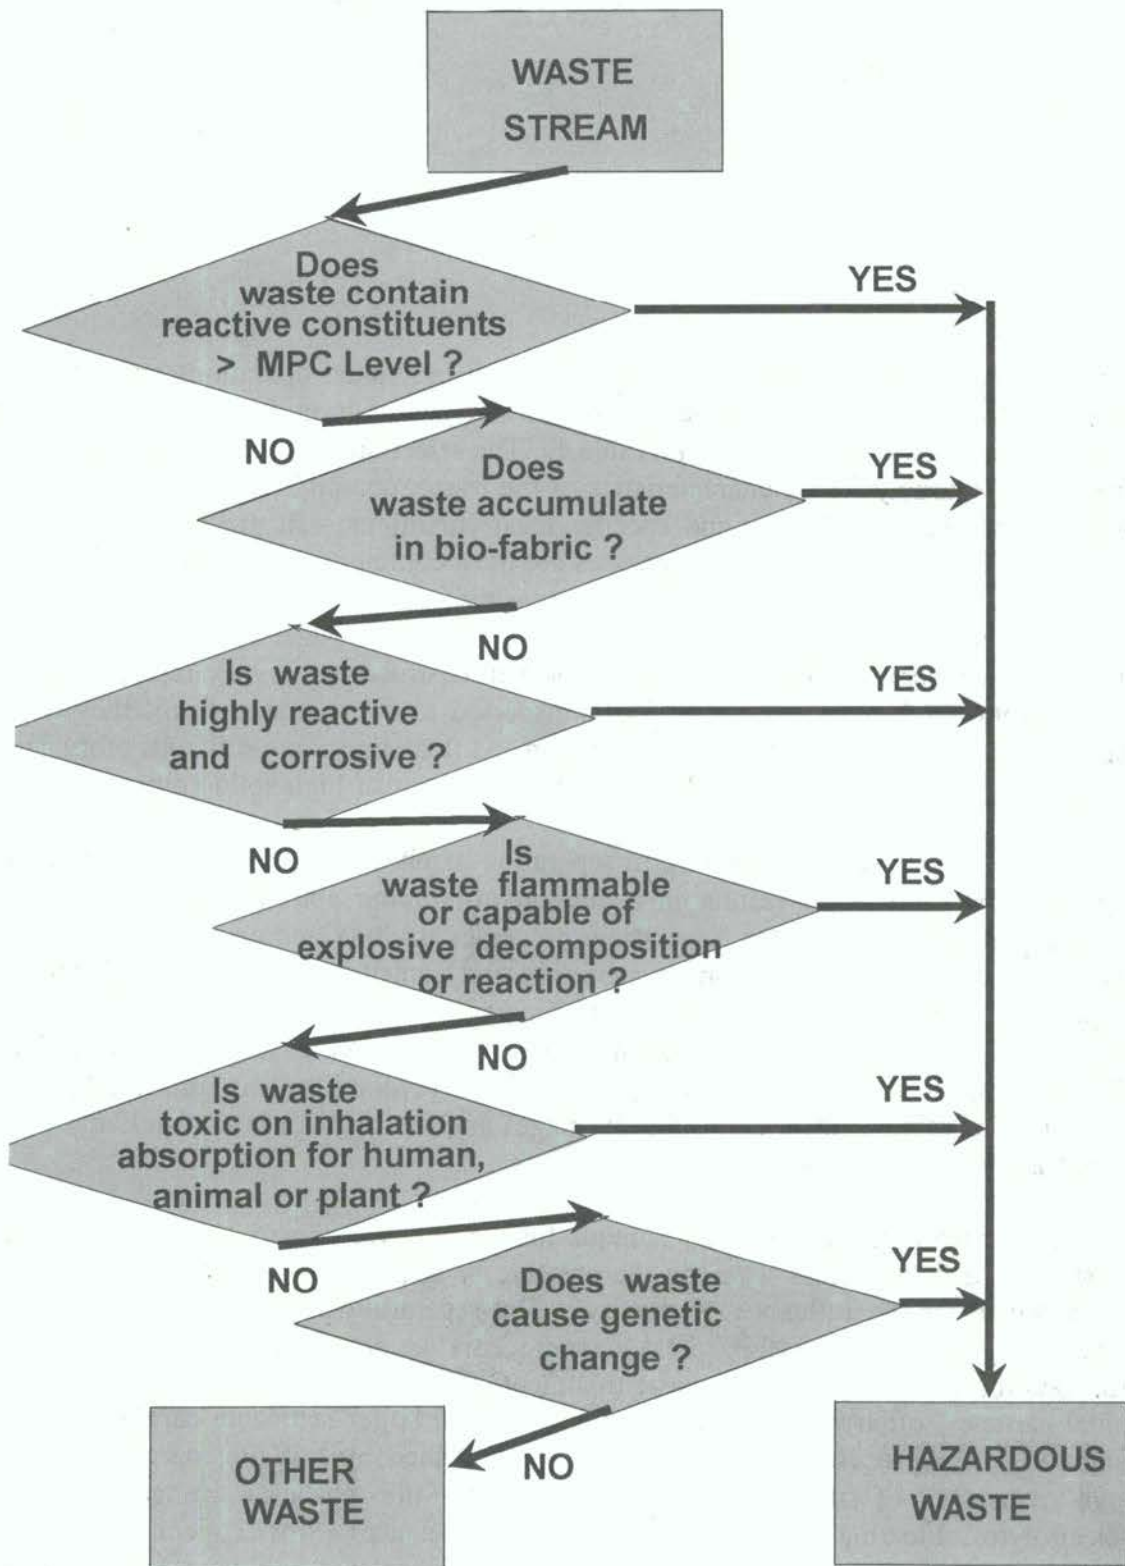 WASTE
STREAM
Does
waste contain
reactive constituents
> MPC Level ?
YES
NO
Does
waste accumulate
in bio-fabric ?
YES
NO
Is waste
highly reactive
and corrosive ?
YES
NO
Is
waste flammable
or capable of
explosive decomposition
or reaction ?
YES
NO
Is waste
toxic on inhalation
absorption for human,
animal or plant ?
YES
NO
Does waste
cause genetic
change ?
YES
NO
OTHER
WASTE
HAZARDOUS
WASTE